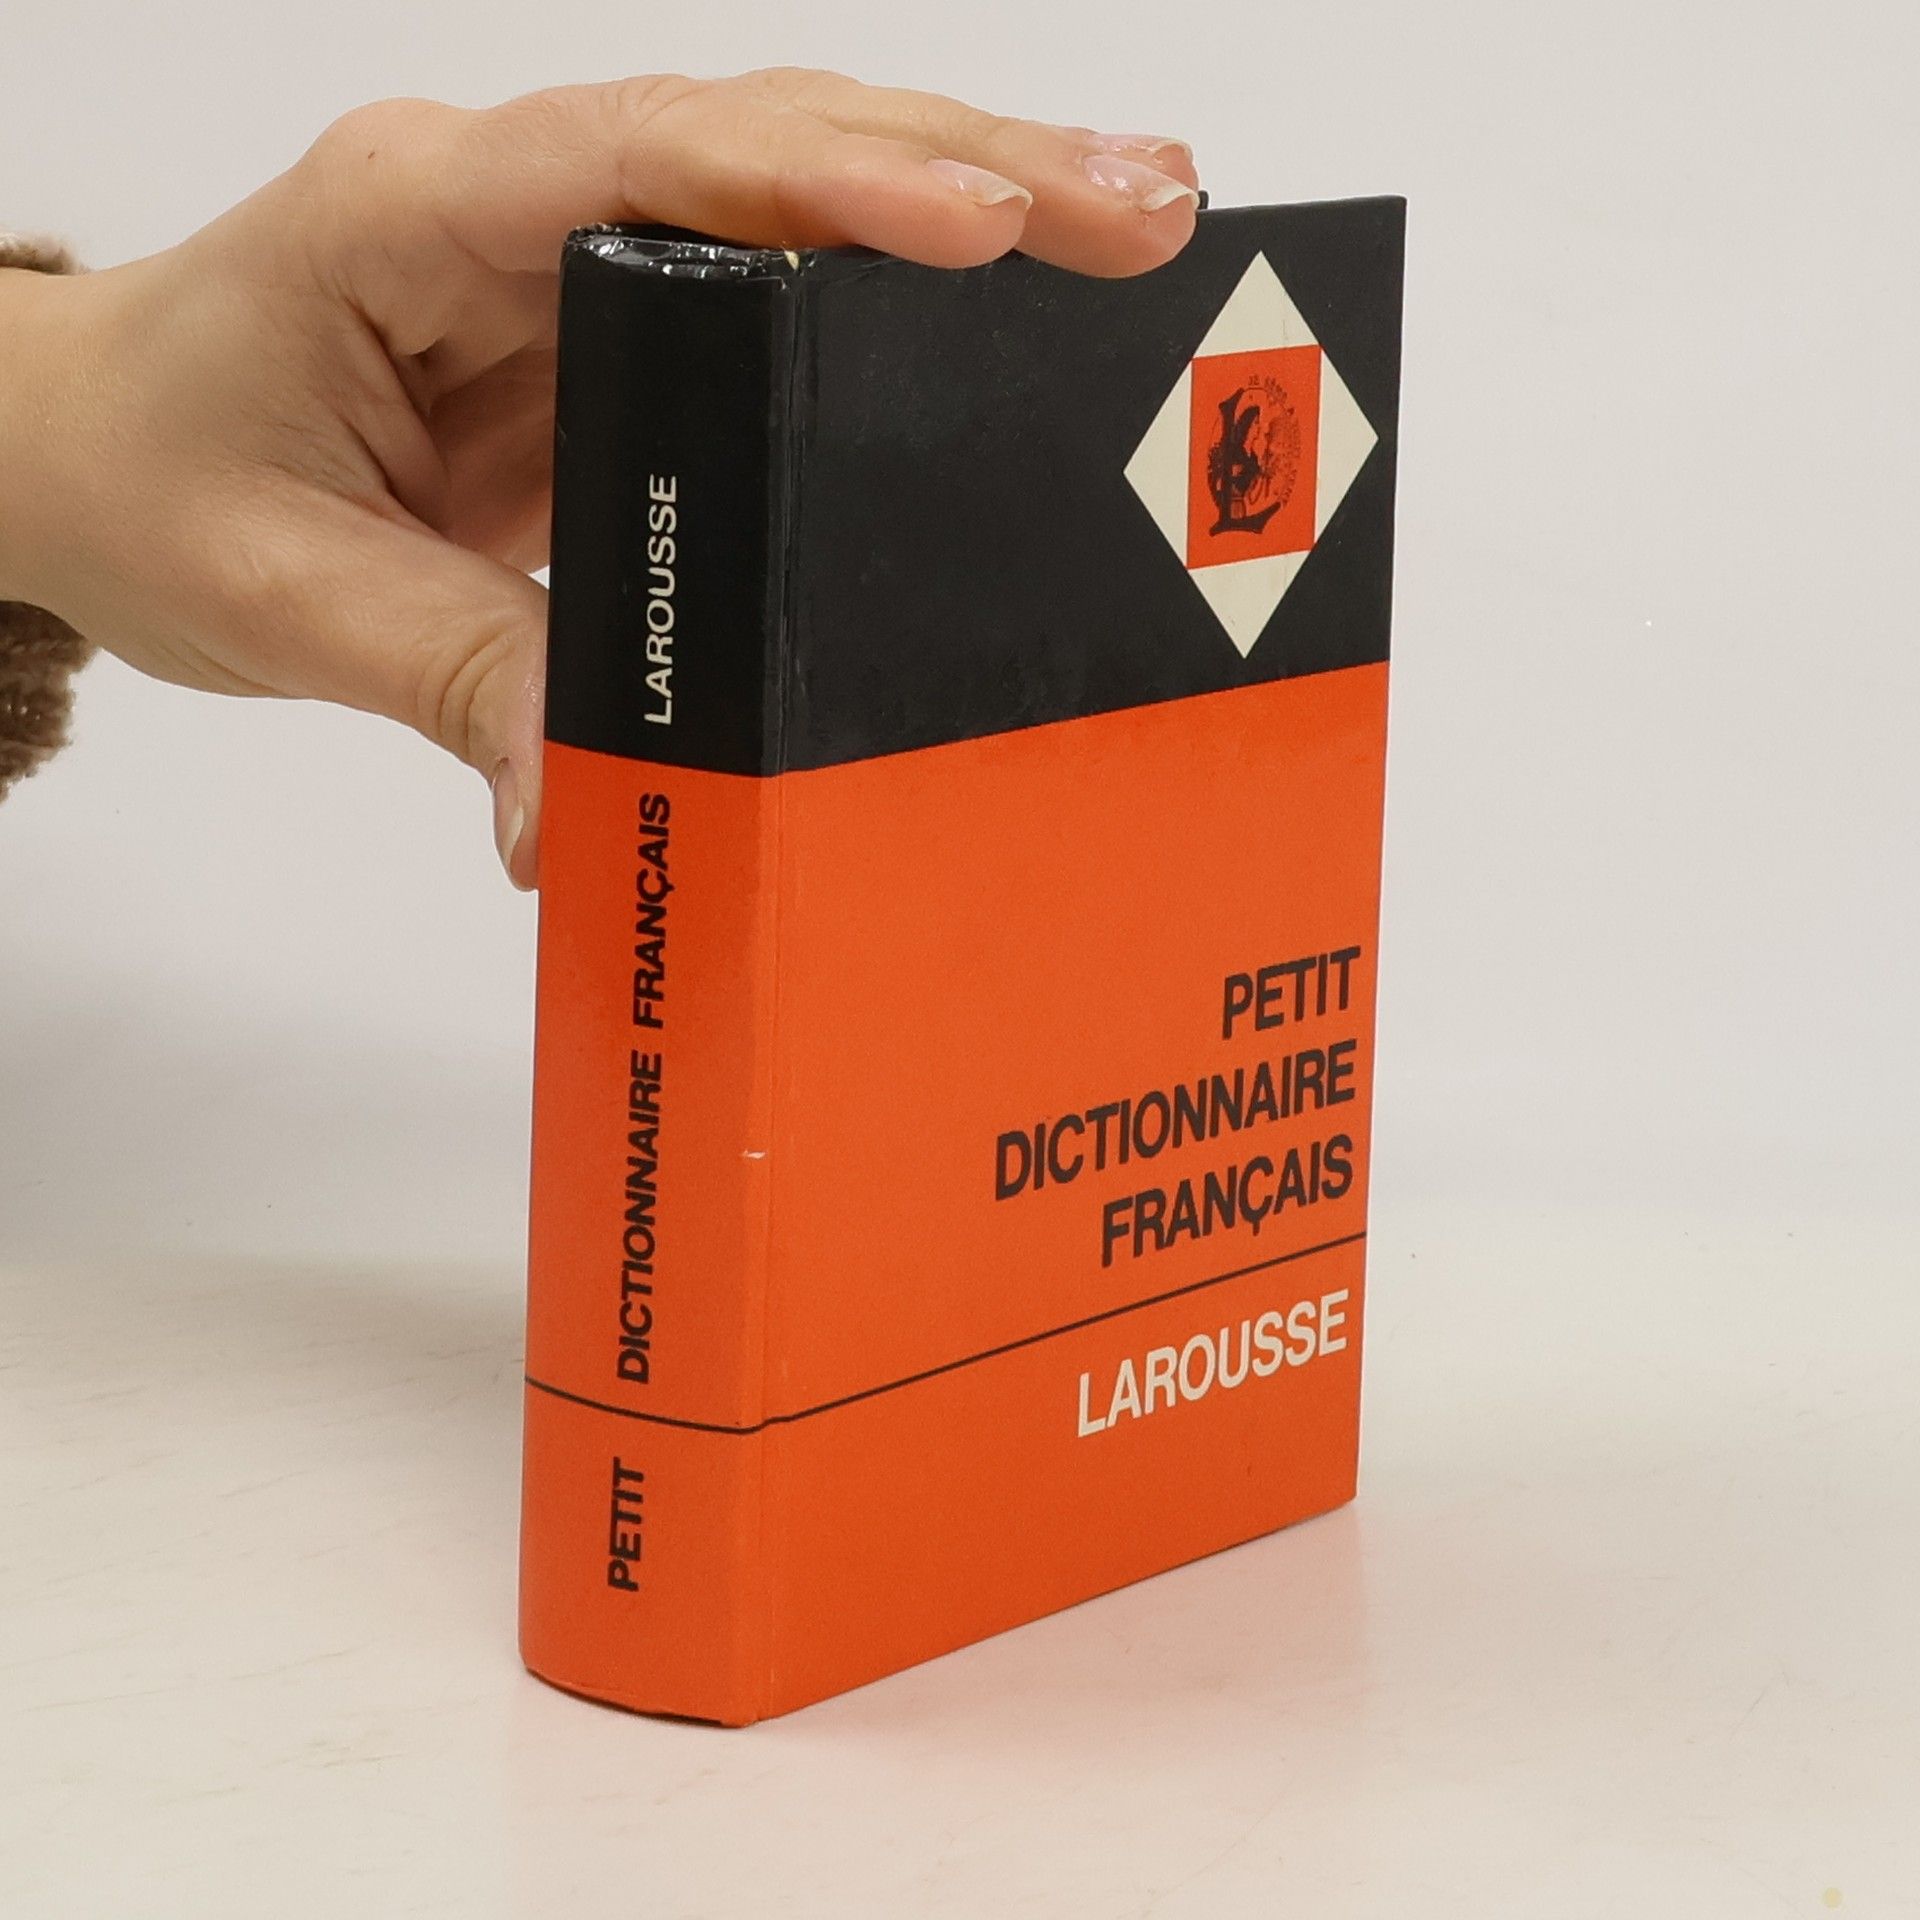 LAROUSSE
DICTIONNAIRE FRANÇAIS
PETIT
PETIT
DICTIONNAIRE
FRANÇAIS
LAROUSSE